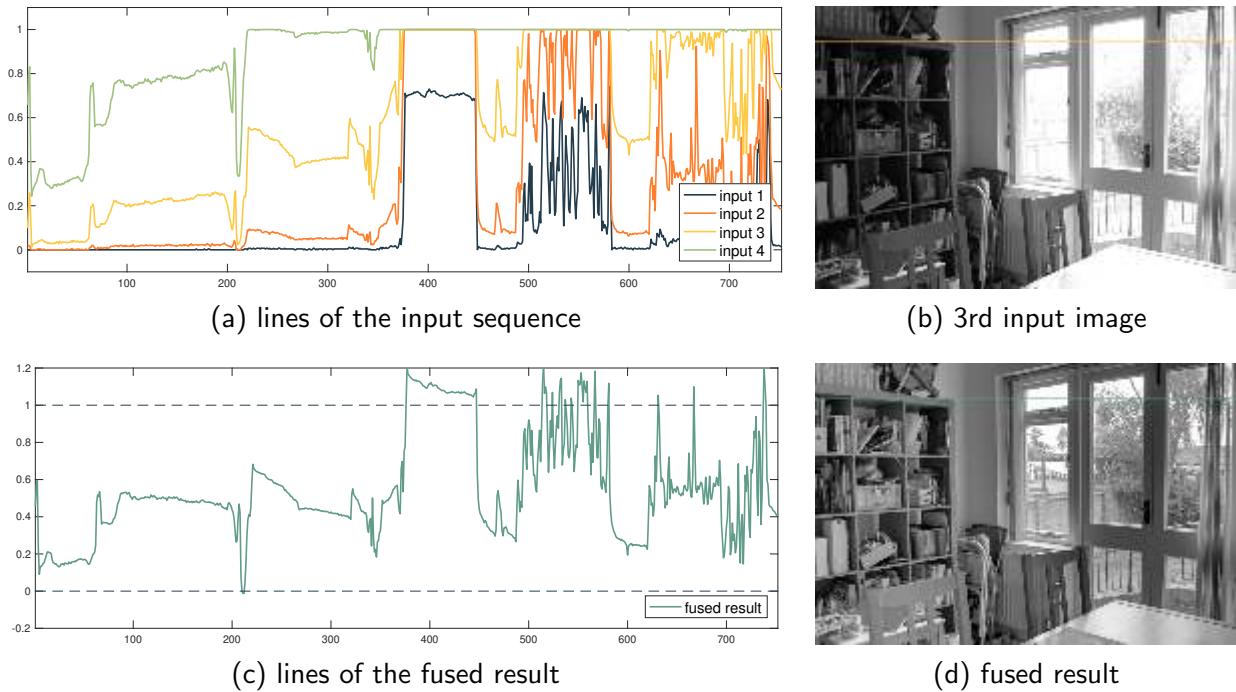 1
0.8
0.6
0.4
0.2
0
100 200 300 400 500 600 700
input 1
input 2
input 3
input 4
(a) lines of the input sequence
(b) 3rd input image
1.2
1
0.8
0.6
0.4
0.2
0
-0.2
100 200 300 400 500 600 700
fused result
(c) lines of the fused result
(d) fused result